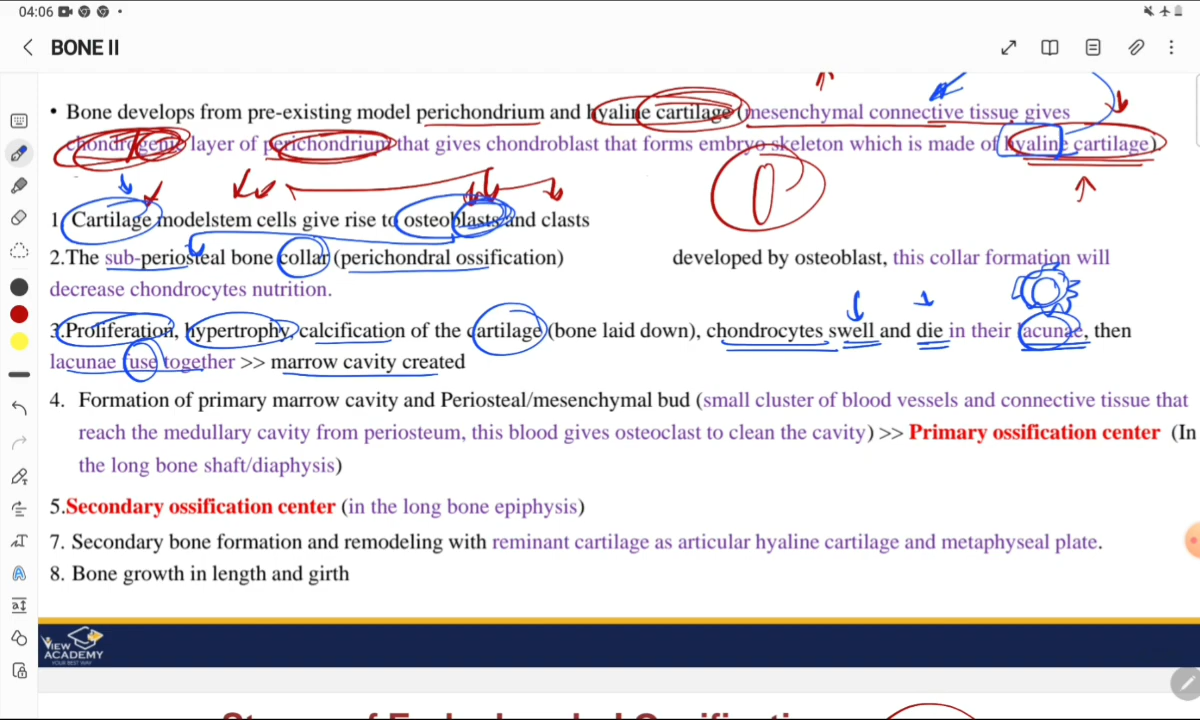 04:06
BONE II
• Bone develops from pre-existing model perichondrium and hyaline cartilage (mesenchymal connective tissue gives
chondrogenic layer of perichondrium that gives chondroblast that forms embryo skeleton which is made of hyaline cartilage)
1. Cartilage modelstem cells give rise to osteoblasts and clasts
2.The sub-periosteal bone collar (perichondral ossification) developed by osteoblast, this collar formation will
decrease chondrocytes nutrition.
3.Proliferation, hypertrophy, calcification of the cartilage (bone laid down), chondrocytes swell and die in their lacunae, then
lacunae fuse together >> marrow cavity created
4. Formation of primary marrow cavity and Periosteal/mesenchymal bud (small cluster of blood vessels and connective tissue that
reach the medullary cavity from periosteum, this blood gives osteoclast to clean the cavity) >> Primary ossification center (In
the long bone shaft/diaphysis)
5.Secondary ossification center (in the long bone epiphysis)
7. Secondary bone formation and remodeling with reminant cartilage as articular hyaline cartilage and metaphyseal plate.
8. Bone growth in length and girth
VIEW
ACADEMY
YOUR BEST WAY